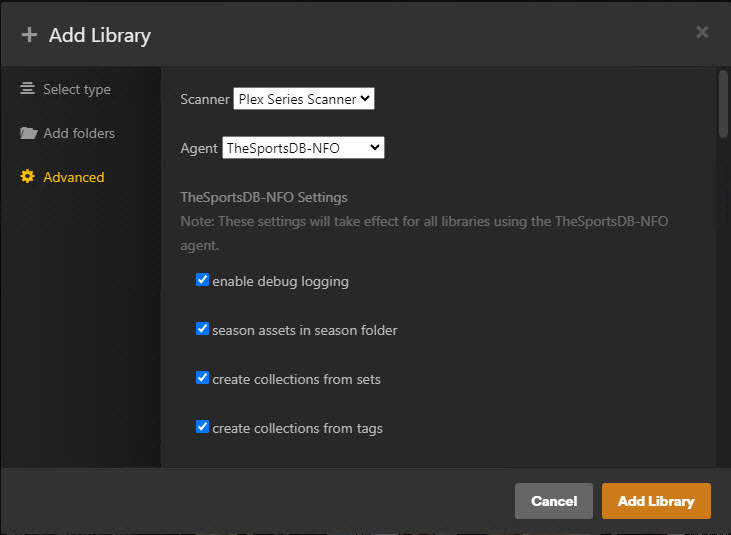 Add Library
Select type
Add folders
Advanced
Scanner Plex Series Scanner
Agent TheSportsDB-NFO
TheSportsDB-NFO Settings
Note: These settings will take effect for all libraries using the TheSportsDB-NFO
agent.
enable debug logging
season assets in season folder
create collections from sets
create collections from tags
Cancel
Add Library